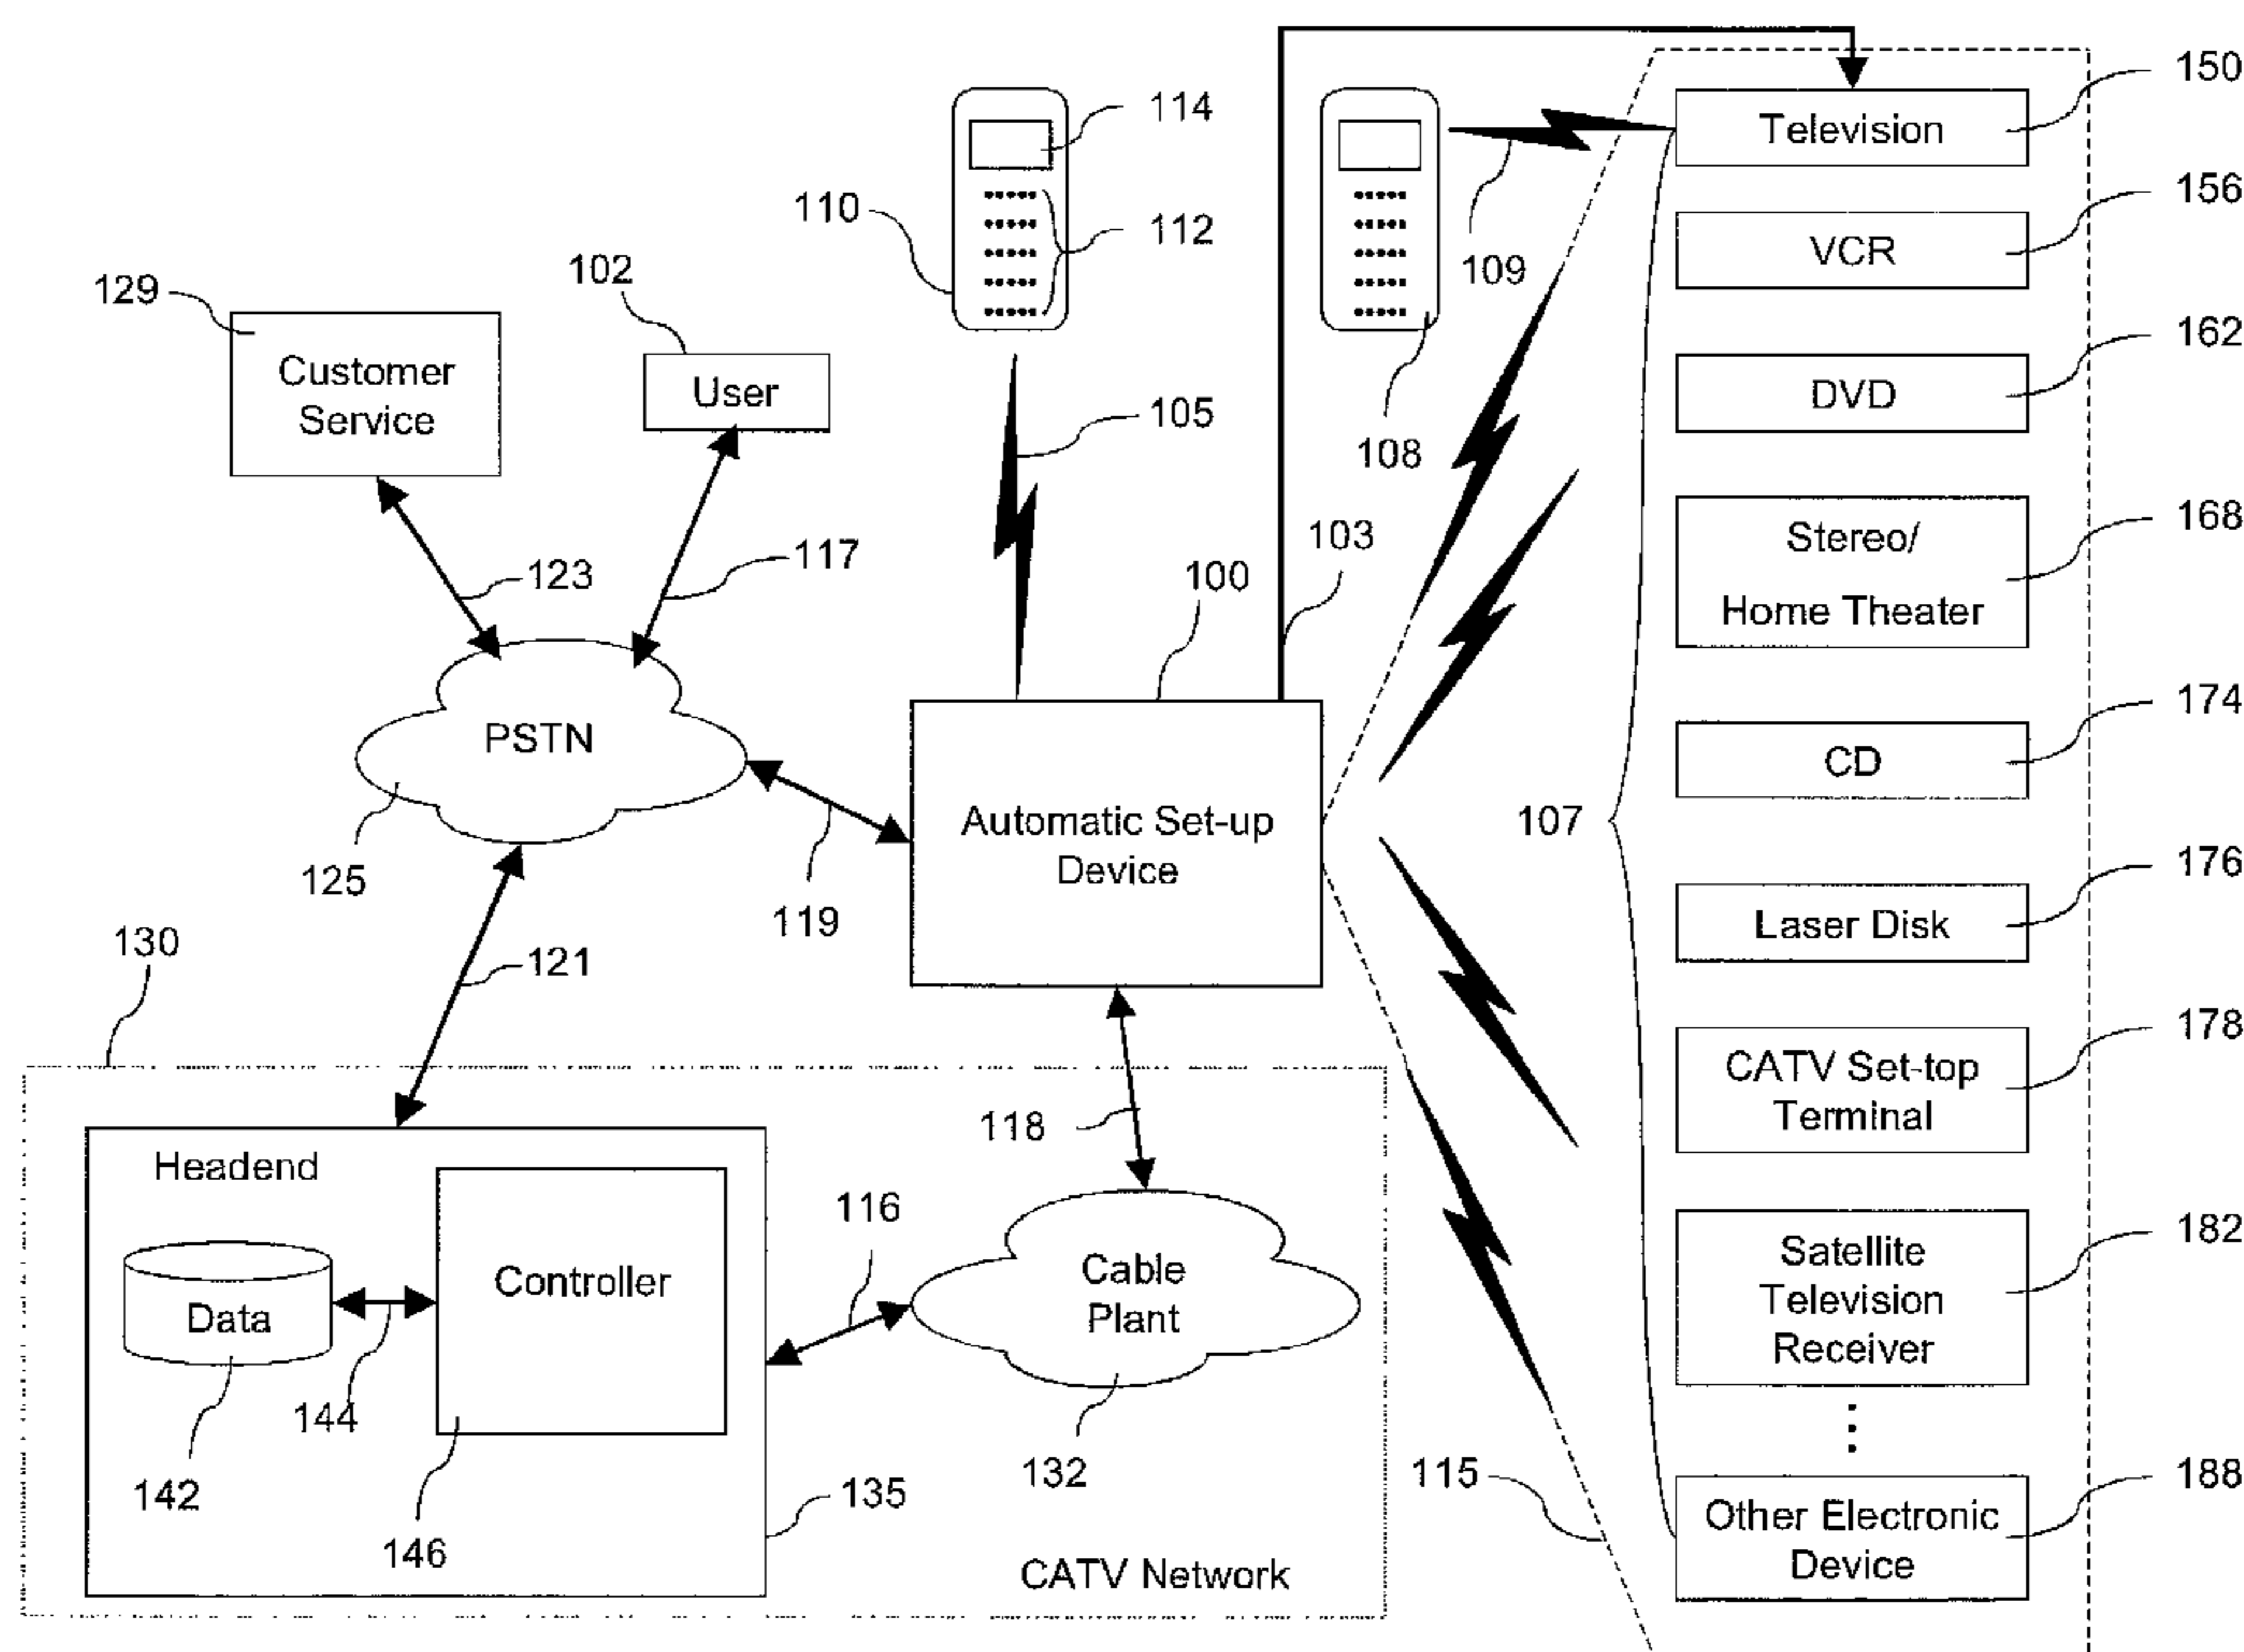 150
Television
114
156
VCR
110
112
109
102
129
162
DVD
Customer
Service
User
105
108
168
Stereo/
Home Theater
103
123
117
100
174
CD
PSTN
107
Automatic Set-up
Device
125
119
176
Laser Disk
130
121
178
CATV Set-top
Terminal
118
Headend
116
182
Satellite
Television
Receiver
Controller
Cable
Plant
Data
144
142
132
115
135
146
188
Other Electronic
Device
CATV Network